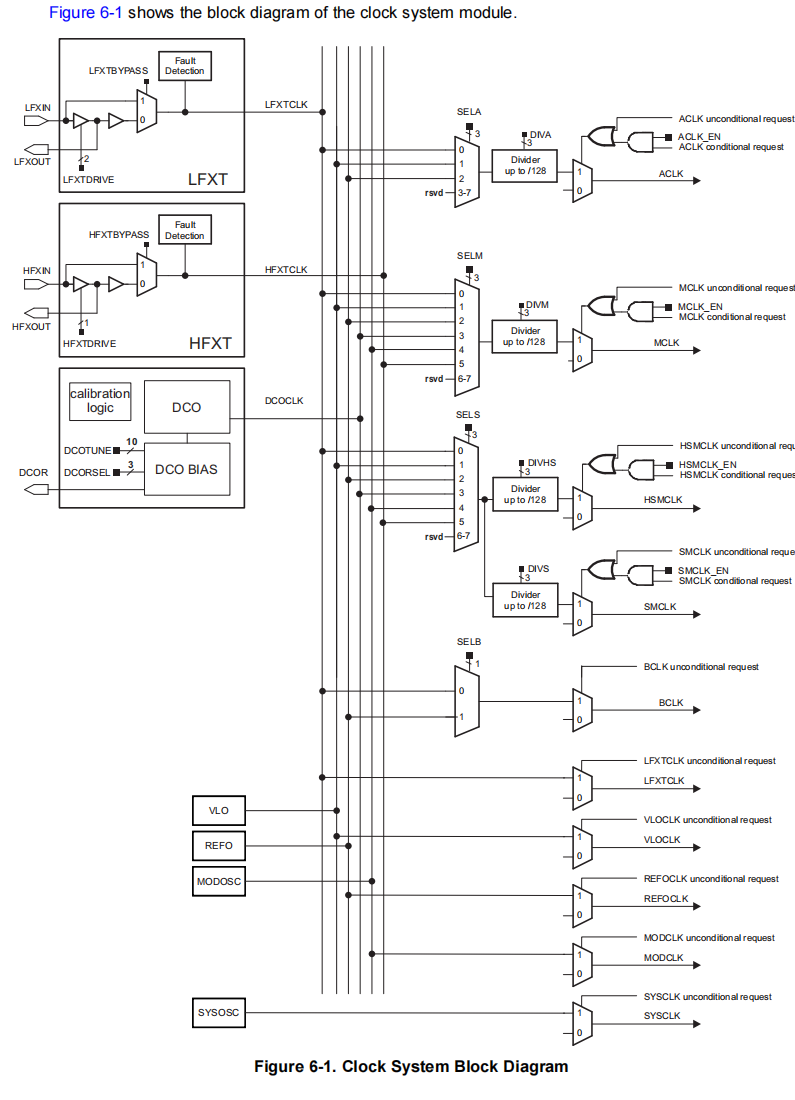 Figure 6-1 shows the block diagram of the clock system module.
LFXTBYPASS
Fault
Detection
LFXIN
1
0
LFXOUT
2
LFXTDRIVE
LFXT
LFXTCLK
HFXTBYPASS
Fault
Detection
HFXIN
1
0
HFXOUT
1
HFXTDRIVE
HFXT
HFXTCLK
calibration
logic
DCO
DCOCLK
DCOTUNE
10
DCORSEL
3
DCO BIAS
DCOR
SELA
3
0
1
2
rsvd 3-7
DIVA
3
Divider
up to /128
1
0
ACLK unconditional request
ACLK_EN
ACLK conditional request
ACLK
SELM
3
0
1
2
3
4
5
rsvd 6-7
DIVM
3
Divider
up to /128
1
0
MCLK unconditional request
MCLK_EN
MCLK conditional request
MCLK
SELS
3
0
1
2
3
4
5
rsvd 6-7
DIVHS
3
Divider
up to /128
1
0
HSMCLK unconditional requ
HSMCLK_EN
HSMCLK conditional reques
HSMCLK
DIVS
3
Divider
up to /128
1
0
SMCLK unconditional reque
SMCLK_EN
SMCLK conditional request
SMCLK
SELB
1
0
1
1
0
BCLK unconditional request
BCLK
LFXTCLK unconditional request
1
LFXTCLK
0
VLO
VLOCLK unconditional request
1
VLOCLK
0
REFO
MODOSC
REFOCLK unconditional request
1
REFOCLK
0
MODCLK unconditional request
1
MODCLK
0
SYSOSC
SYSCLK unconditional request
1
SYSCLK
0
Figure 6-1. Clock System Block Diagram